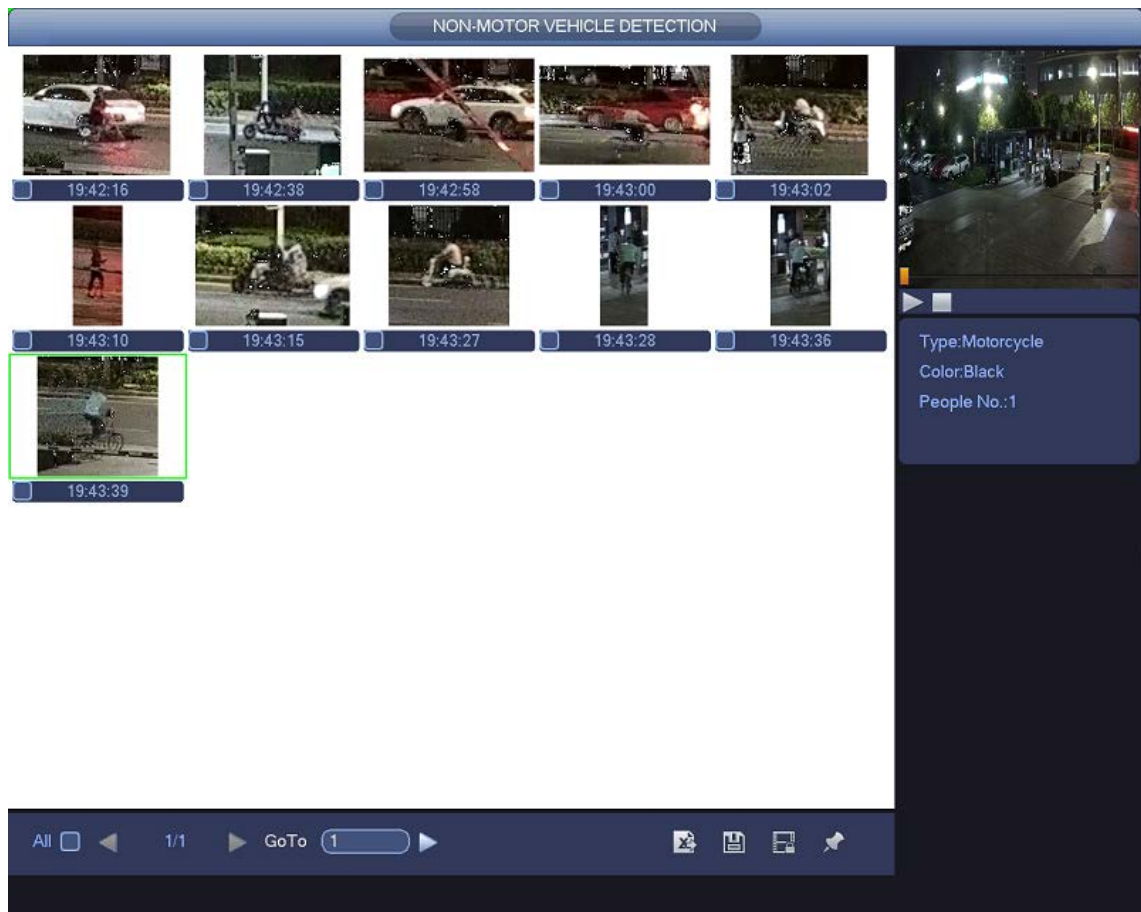 NON-MOTOR VEHICLE DETECTION
19:42:16
19:42:38
19:42:58
19:43:00
19:43:02
19:43:10
19:43:15
19:43:27
19:43:28
19:43:36
19:43:39
Type:Motorcycle
Color:Black
People No.:1
All 1/1 GoTo 1